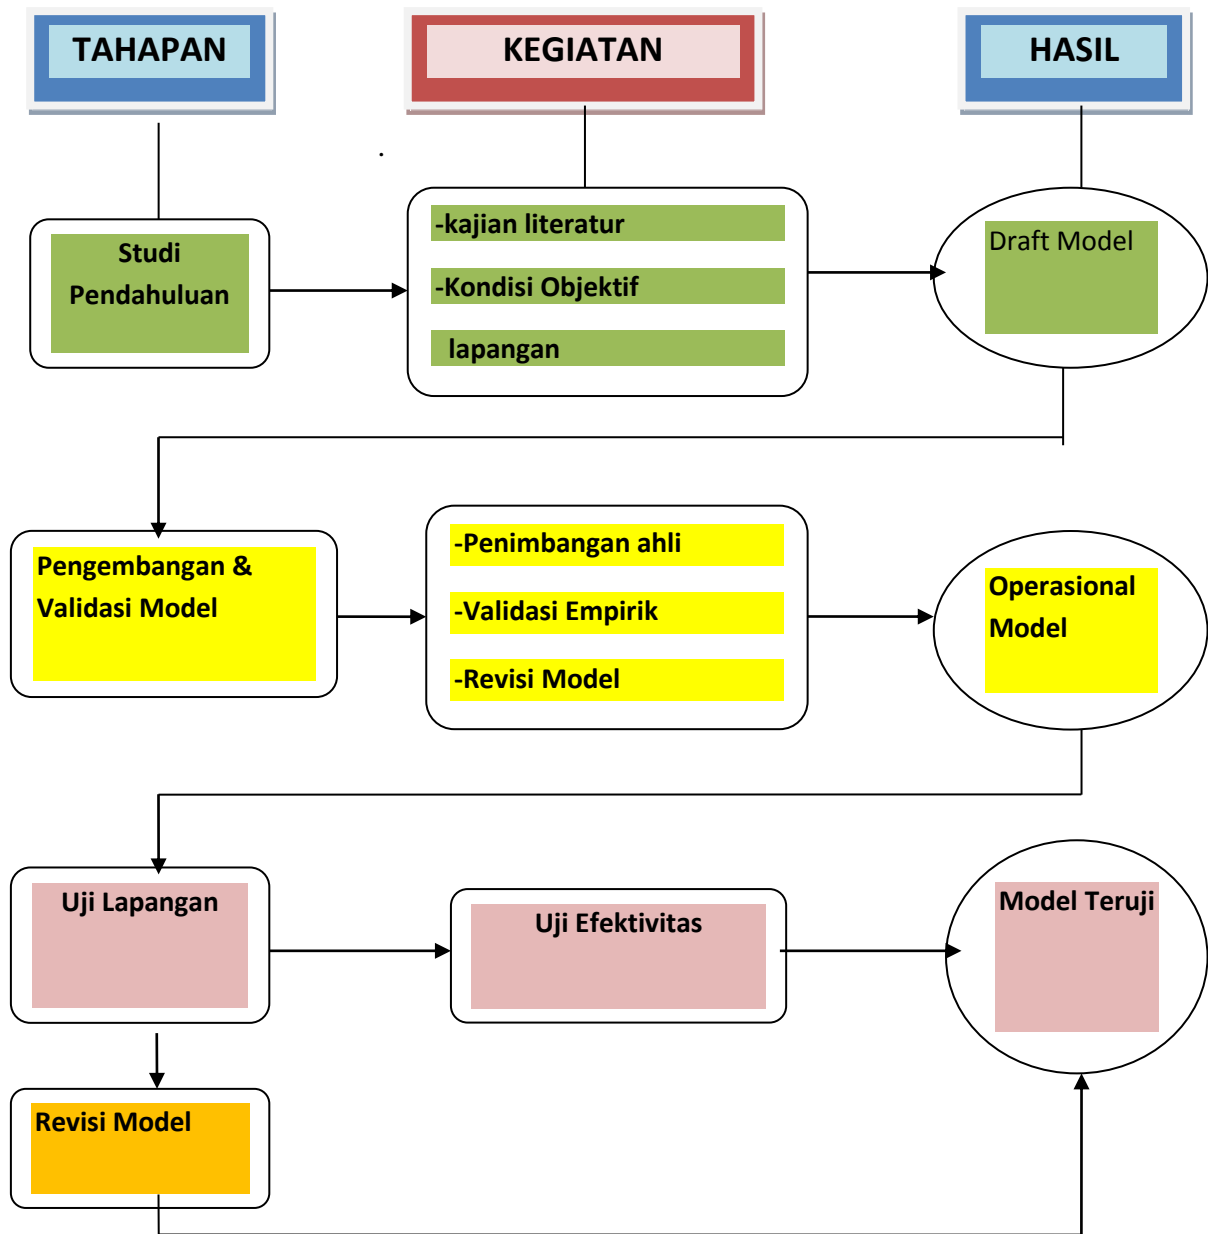 TAHAPAN
KEGIATAN
HASIL
Studi
Pendahuluan
-kajian literatur
-Kondisi Objektif
lapangan
Draft Model
Pengembangan &
Validasi Model
-Penimbangan ahli
-Validasi Empirik
-Revisi Model
Operasional
Model
Uji Lapangan
Uji Efektivitas
Model Teruji
Revisi Model